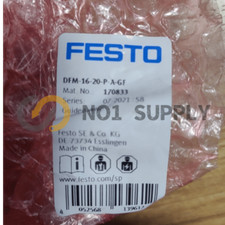 FESTO
DFM-16-20-P-A-GF
Mat. No.: 170833
Series
Guided
NO1 SUPPLY
Festo SE & Co. KG
DE-73734 Esslingen
Made in China
www.festo.com/sp